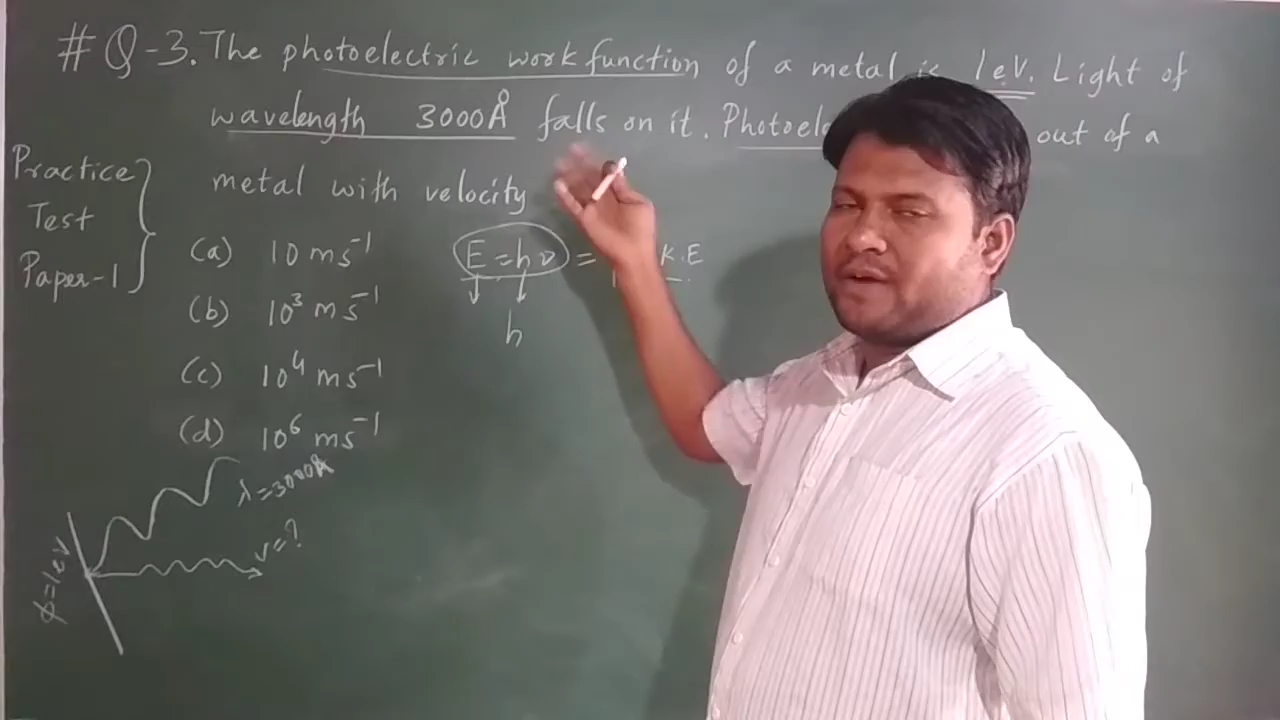 # Q-3. The photoelectric work function of a metal is 1eV. Light of
wavelength 3000Å falls on it. Photoel out of a
metal with velocity
Practice
Test
Paper-1
(a) 10 ms⁻¹
(b) 10³ ms⁻¹
(c) 10⁴ ms⁻¹
(d) 10⁶ ms⁻¹
E = hν = K.E
h
λ=3000Å
v=?
ϕ=1eV